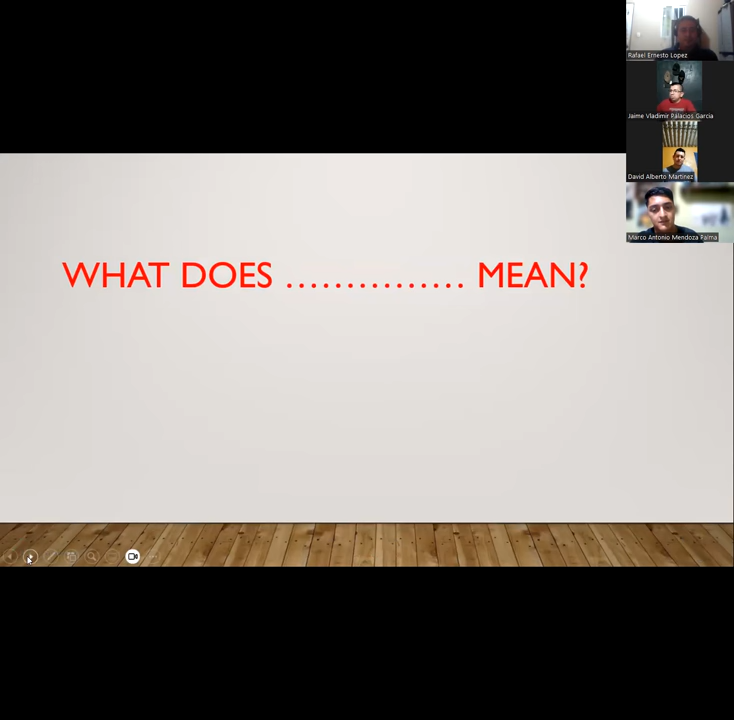 Rafael Ernesto Lopez
Jaime Vladimir Palacios Garcia
David Alberto Martinez
Marco Antonio Mendoza Palma
WHAT DOES ............... MEAN?